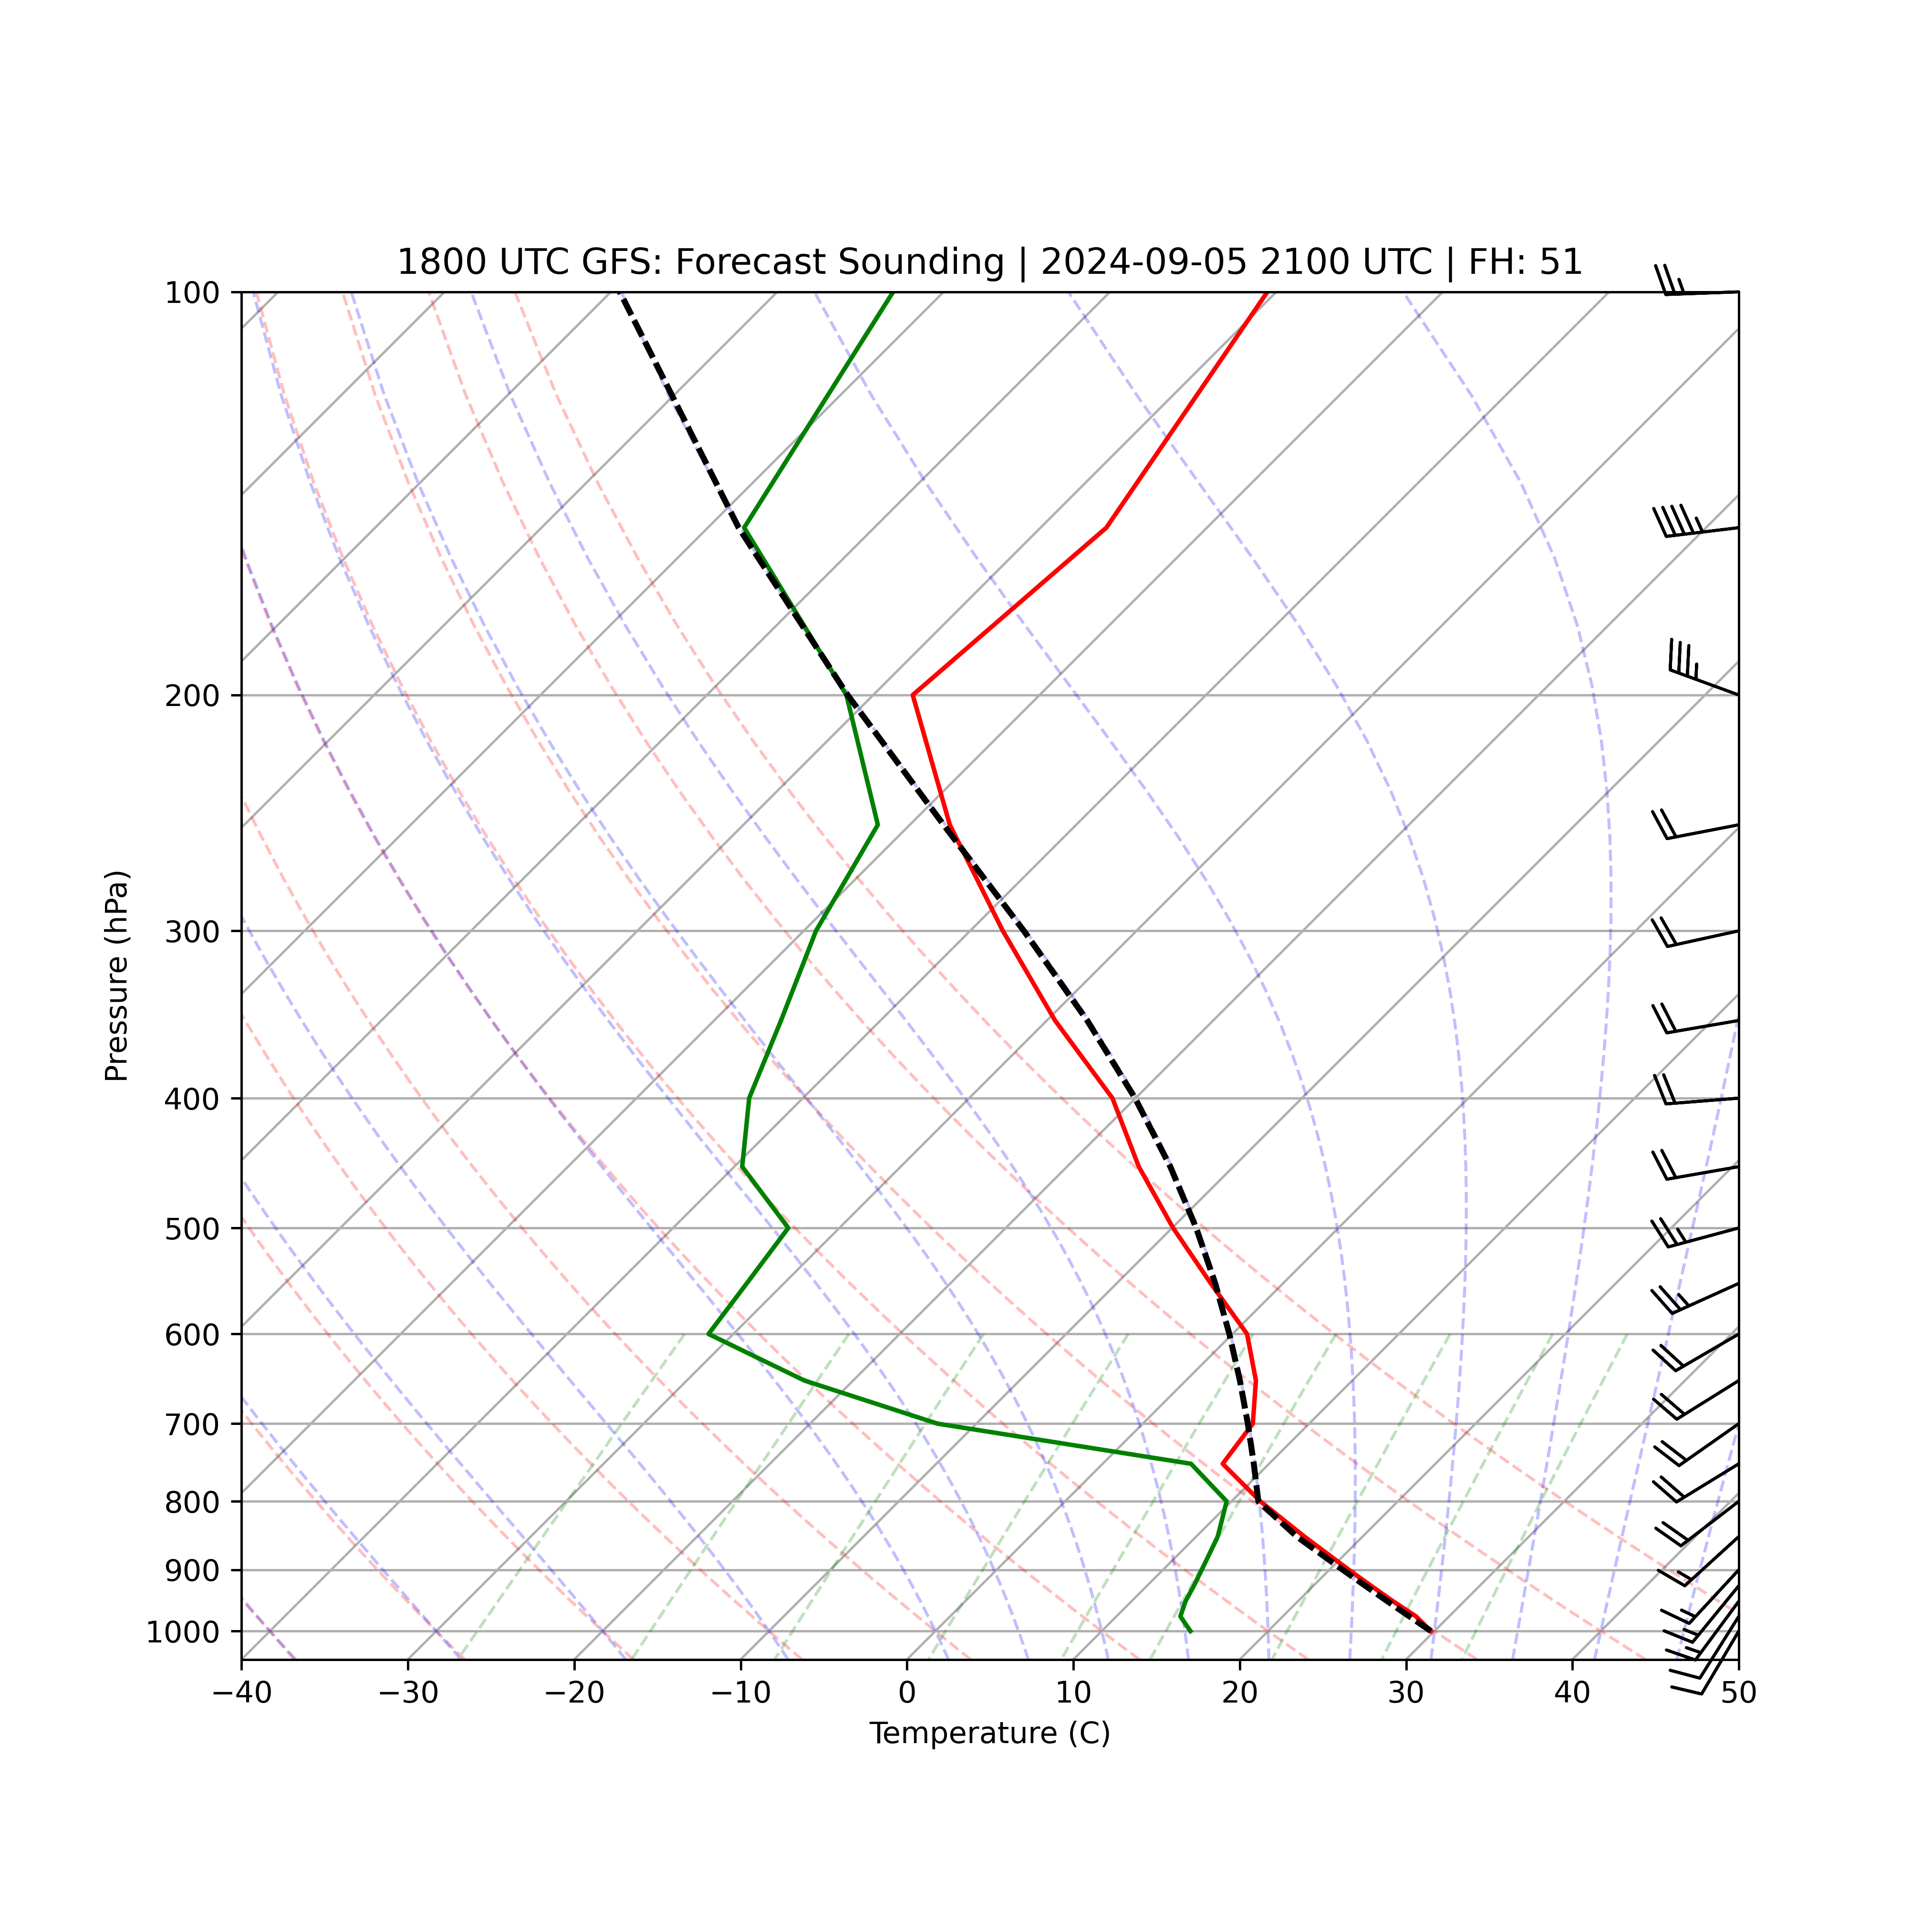 1800 UTC GFS: Forecast Sounding | 2024-09-05 2100 UTC | FH: 51
100
200
300
400
500
600
700
800
900
1000
Pressure (hPa)
−40 −30 −20 −10 0 10 20 30 40 50
Temperature (C)